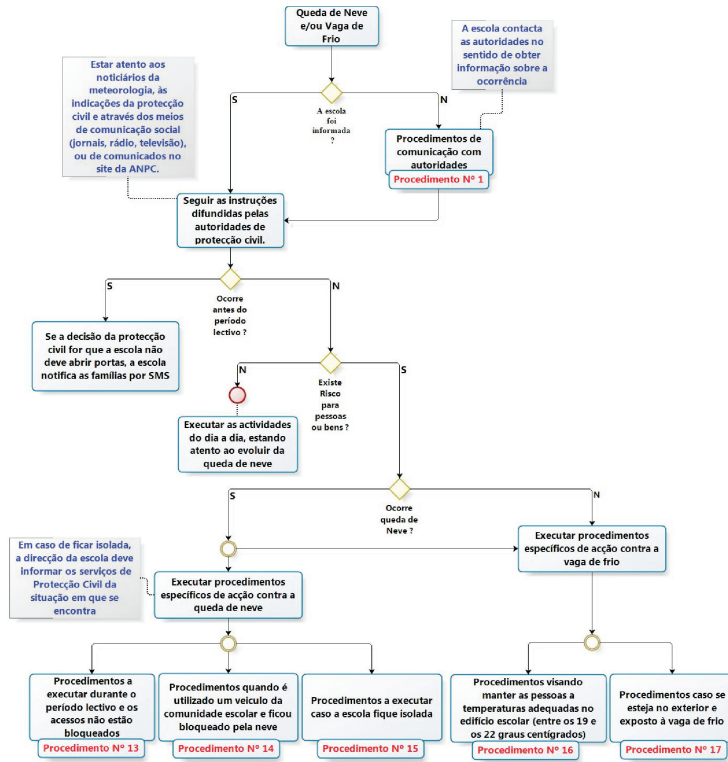 Queda de Neve
e/ou Vaga de
Frio
A escola contacta
as autoridades no
sentido de obter
informação sobre a
ocorrência
Estar atento aos
noticiários da
meteorologia, às
indicações da protecção
civil e através dos meios
de comunicação social
(jornais, rádio, televisão),
ou de comunicados no
site da ANPC.
S
N
A escola
foi
informada
?
Procedimentos de
comunicação com
autoridades
Procedimento Nº 1
Seguir as instruções
difundidas pelas
autoridades de
protecção civil.
S
N
Ocorre
antes do
período
lectivo ?
Se a decisão da protecção
civil for que a escola não
deve abrir portas, a escola
notifica as famílias por SMS
N
S
Existe
Risco
para
pessoas
ou bens ?
Executar as actividades
do dia a dia, estando
atento ao evoluir da
queda de neve
S
N
Ocorre
queda de
Neve ?
Executar procedimentos
específicos de acção contra a
vaga de frio
Em caso de ficar isolada,
a direcção da escola deve
informar os serviços de
Protecção Civil da
situação em que se
encontra
Executar procedimentos
específicos de acção contra a
queda de neve
Procedimentos a
executar durante o
período lectivo e os
acessos não estão
bloqueados
Procedimento Nº 13
Procedimentos quando é
utilizado um veiculo da
comunidade escolar e ficou
bloqueado pela neve
Procedimento Nº 14
Procedimentos a executar
caso a escola fique isolada
Procedimento Nº 15
Procedimentos visando
manter as pessoas a
temperaturas adequadas no
edifício escolar (entre os 19 e
os 22 graus centígrados)
Procedimento Nº 16
Procedimentos caso se
esteja no exterior e
exposto à vaga de frio
Procedimento Nº 17